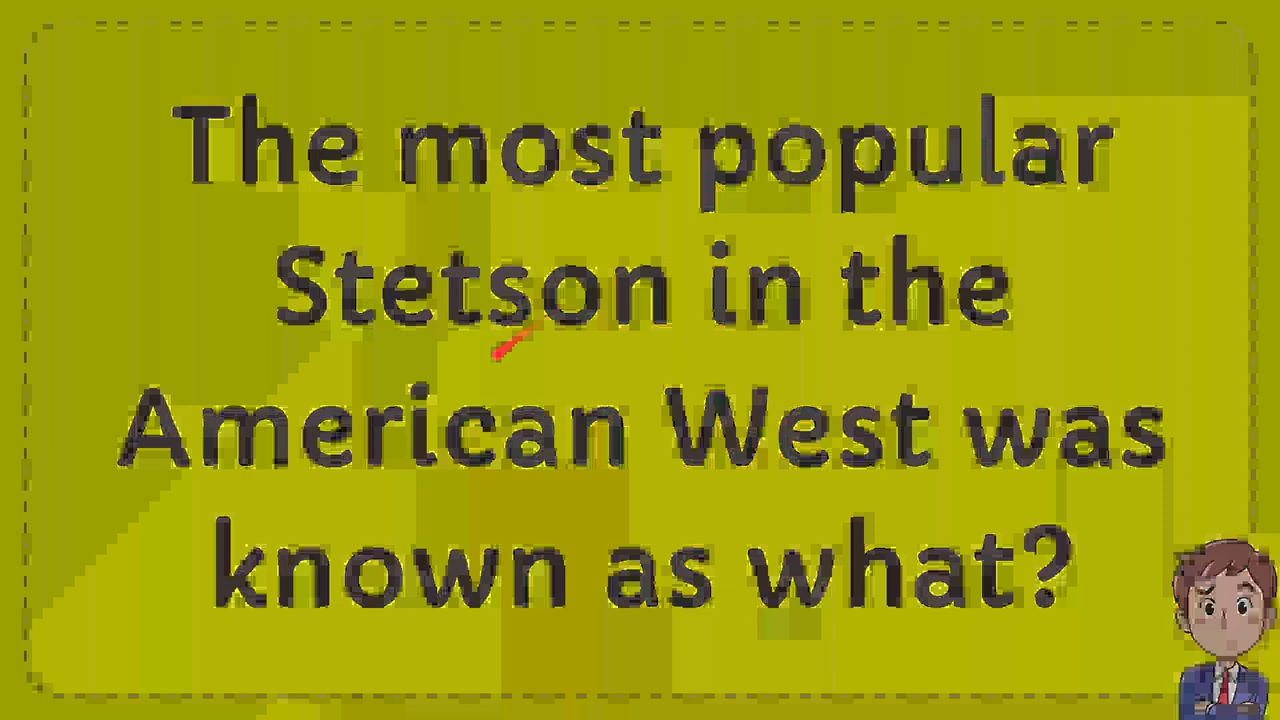 The most popular
Stetson in the
American West was
known as what?